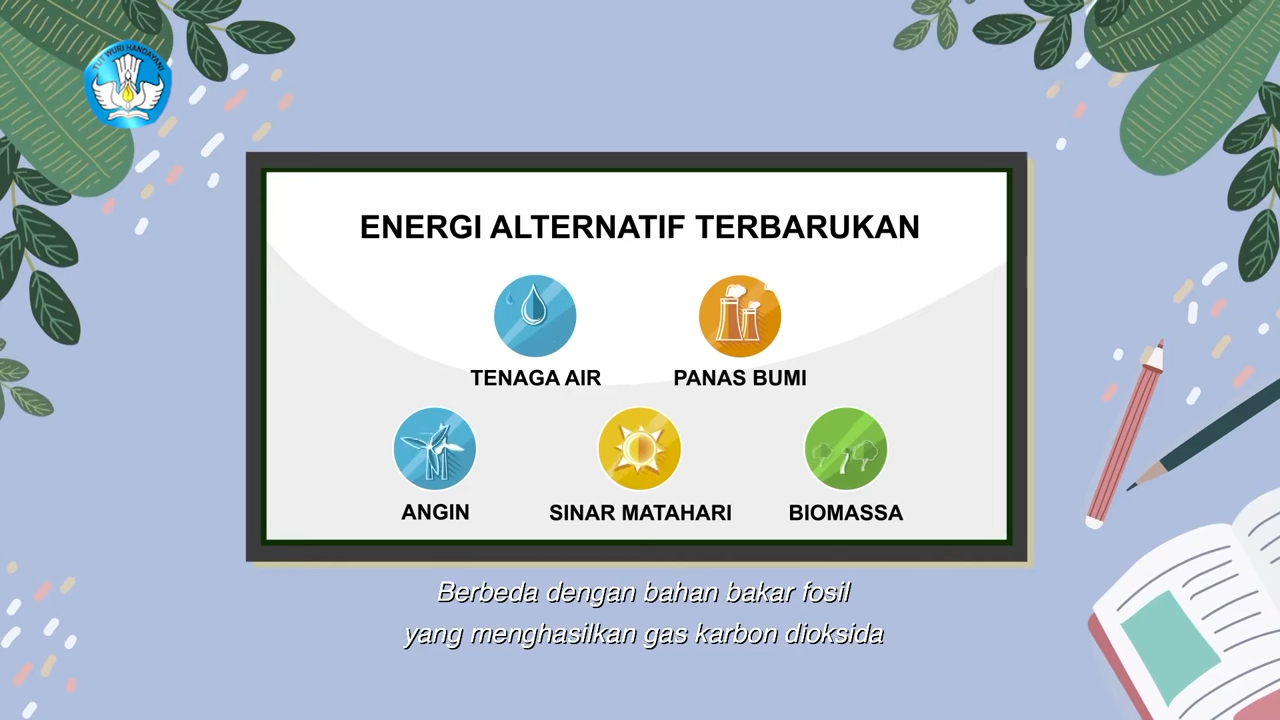 TUT WURI HANDAYANI
ENERGI ALTERNATIF TERBARUKAN
TENAGA AIR
PANAS BUMI
ANGIN
SINAR MATAHARI
BIOMASSA
Berbeda dengan bahan bakar fosil
yang menghasilkan gas karbon dioksida